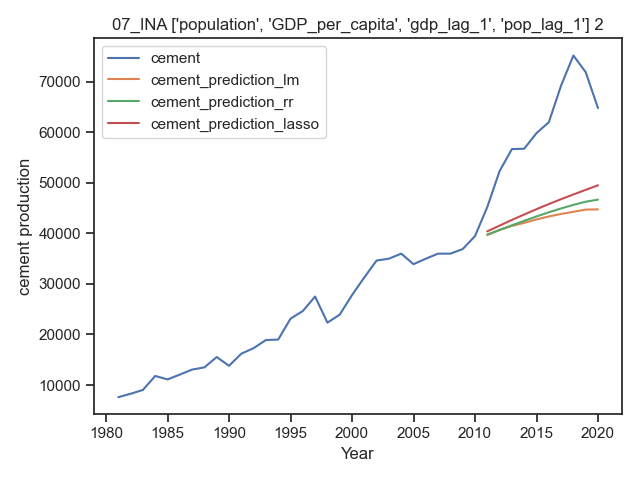 07_INA ['population', 'GDP_per_capita', 'gdp_lag_1', 'pop_lag_1'] 2
cement
cement_prediction_lm
cement_prediction_rr
cement_prediction_lasso
cement production
70000
60000
50000
40000
30000
20000
10000
1980 1985 1990 1995 2000 2005 2010 2015 2020
Year